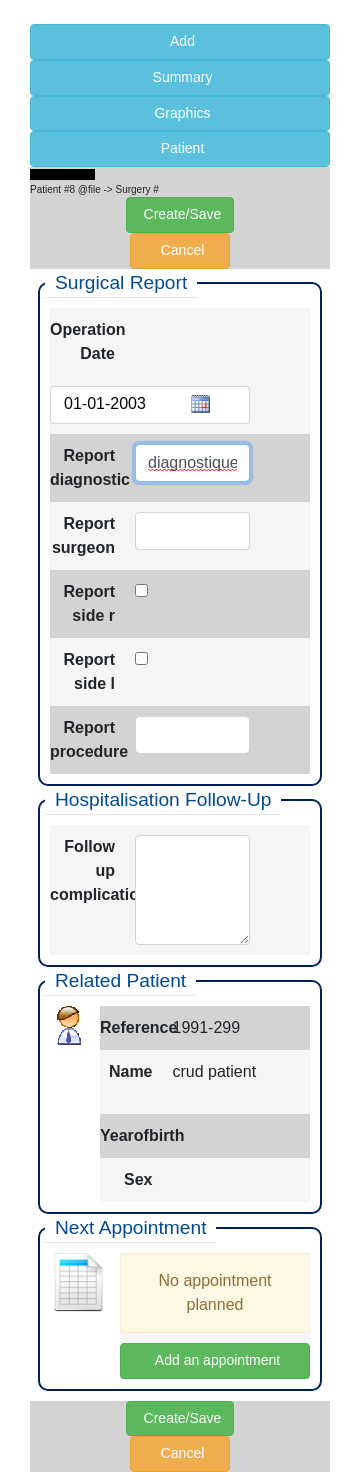 Add
Summary
Graphics
Patient
Patient #8 @file -> Surgery #
Create/Save
Cancel
Surgical Report
Operation
Date
01-01-2003
Report
diagnostic
diagnostique
Report
surgeon
Report
side r
Report
side l
Report
procedure
Hospitalisation Follow-Up
Follow
up
complicatio
Related Patient
Reference 1991-299
Name crud patient
Yearofbirth
Sex
Next Appointment
No appointment
planned
Add an appointment
Create/Save
Cancel